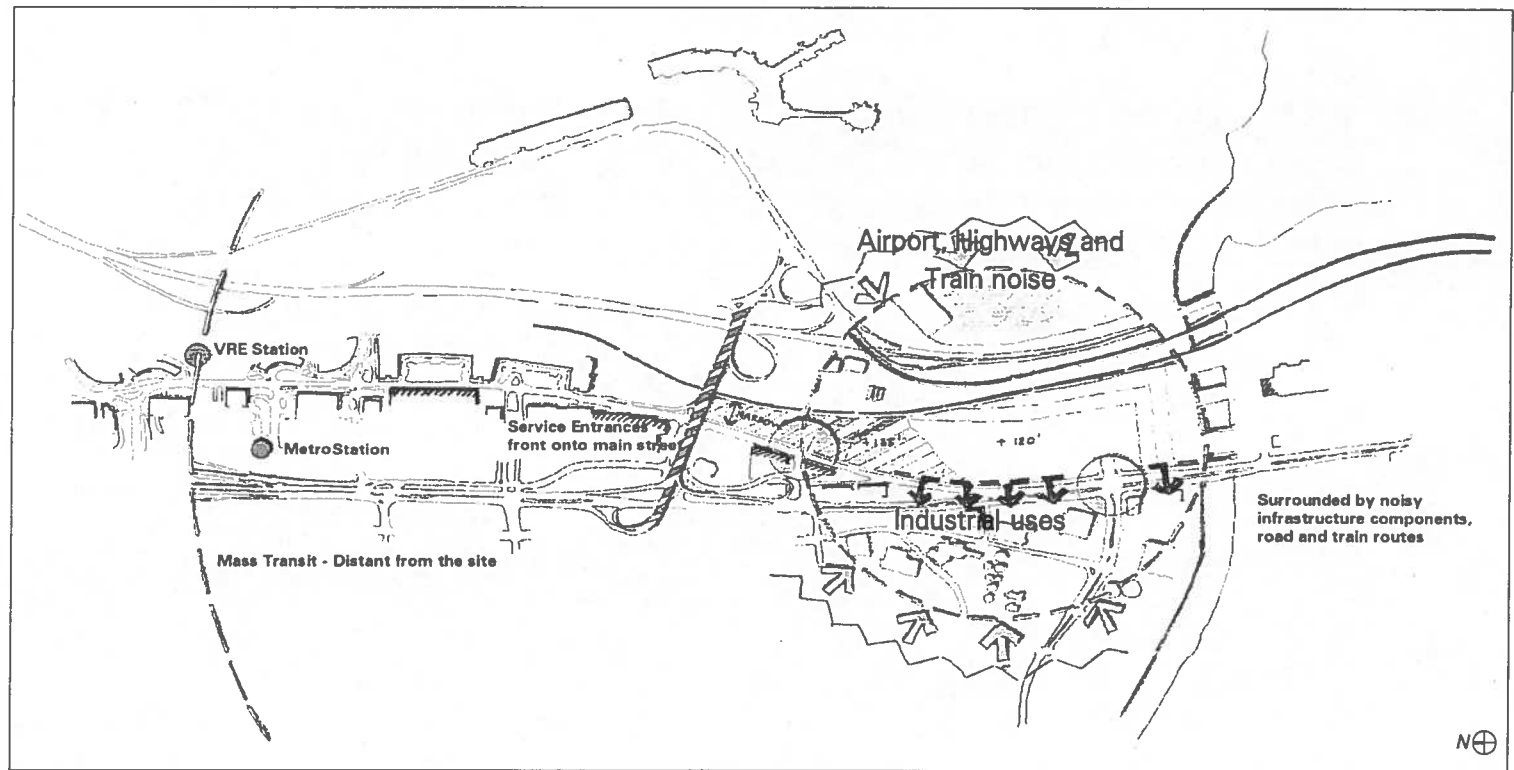 Airport, Highways and
Train noise
VRE Station
Service Entrances
front onto main street
MetroStation
+ 120'
Industrial uses
Surrounded by noisy
infrastructure components,
road and train routes
Mass Transit - Distant from the site
N